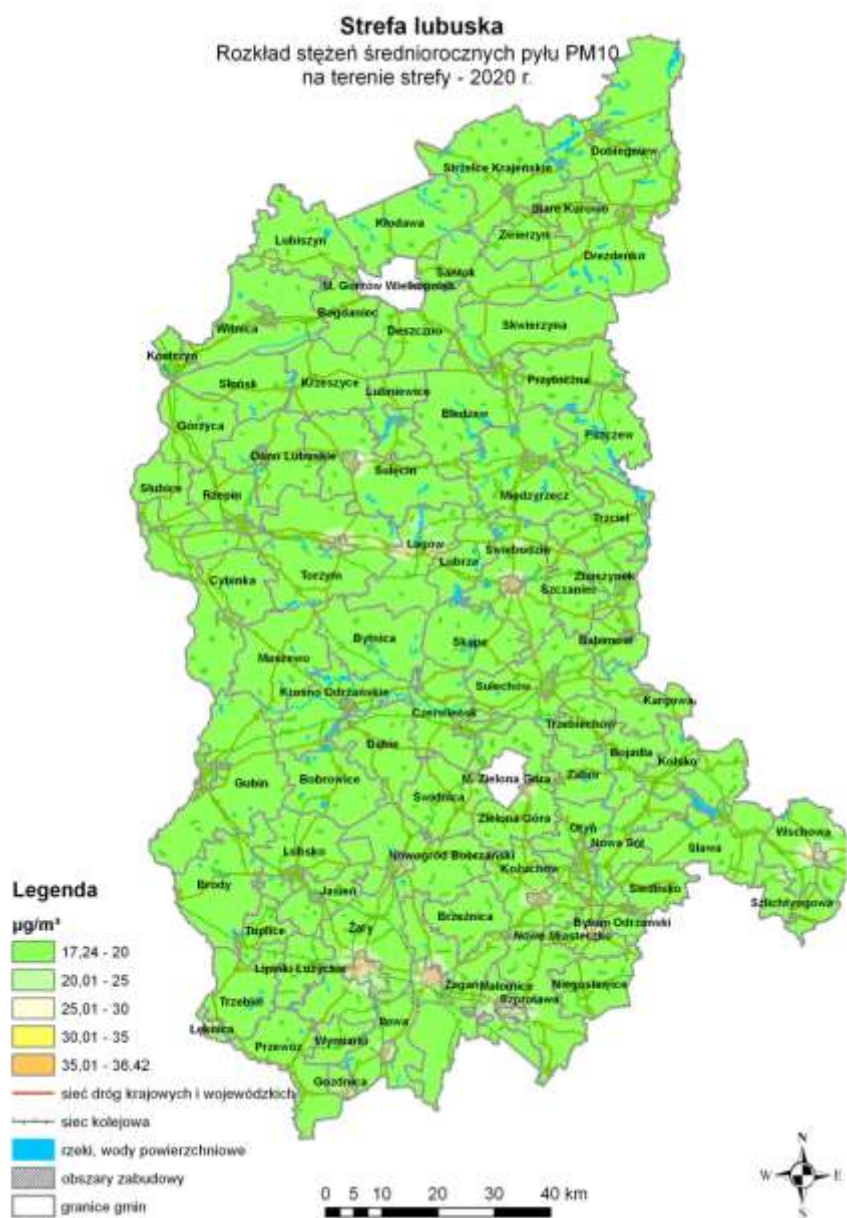 Strefa lubuska
Rozkład stężeń średniorocznych pyłu PM10
na terenie strefy - 2020 r.
Dobiegniew
Strzelce Krajeńskie
Stare Kurowo
Kłodawa
Zwierzyn
Lubiszyn
Drezdenko
Santok
M. Gorzów Wielkopolski
Bogdaniec
Skwierzyna
Witnica
Deszczno
Kostrzyn
Przytoczna
Słońsk
Krzeszyce
Lubniewice
Bledzew
Górzyca
Pszczew
Ośno Lubuskie
Sulęcin
Słubice
Rzepin
Międzyrzecz
Trzciel
Łagów
Świebodzin
Lubrza
Cybinka
Torzym
Zbąszynek
Szczaniec
Bytnica
Skąpe
Babimost
Maszewo
Sulechów
Krosno Odrzańskie
Kargowa
Czerwieńsk
Trzebiechów
Dąbie
Bojadła
Kolsko
Gubin
Bobrowice
M. Zielona Góra
Zabór
Świdnica
Zielona Góra
Otyń
Wschowa
Nowa Sól
Sława
Lubsko
Nowogród Bobrzański
Kożuchów
Brody
Jasień
Siedlisko
Szlichtyngowa
Brzeźnica
Bytom Odrzański
Tuplice
Żary
Nowe Miasteczko
Lipinki Łużyckie
Żagań
Małomice
Niegosławice
Trzebiel
Szprotawa
Łęknica
Iłowa
Przewóz
Wymiarki
Gozdnica
Legenda
µg/m³
17,24 - 20
20,01 - 25
25,01 - 30
30,01 - 35
35,01 - 36,42
sieć dróg krajowych i wojewódzkich
siec kolejowa
rzeki, wody powierzchniowe
obszary zabudowy
granice gmin
0 5 10 20 30 40 km
N
W E
S